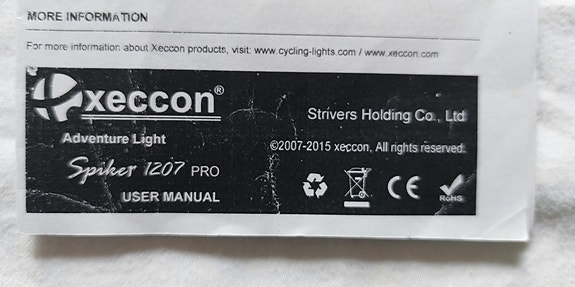 MORE INFORMATION
For more information about Xeccon products, visit: www.cycling-lights.com / www.xeccon.com
xeccon®
Strivers Holding Co., Ltd
Adventure Light
©2007-2015 xeccon, All rights reserved.
Spiker 1207 PRO
USER MANUAL
CE
RoHS